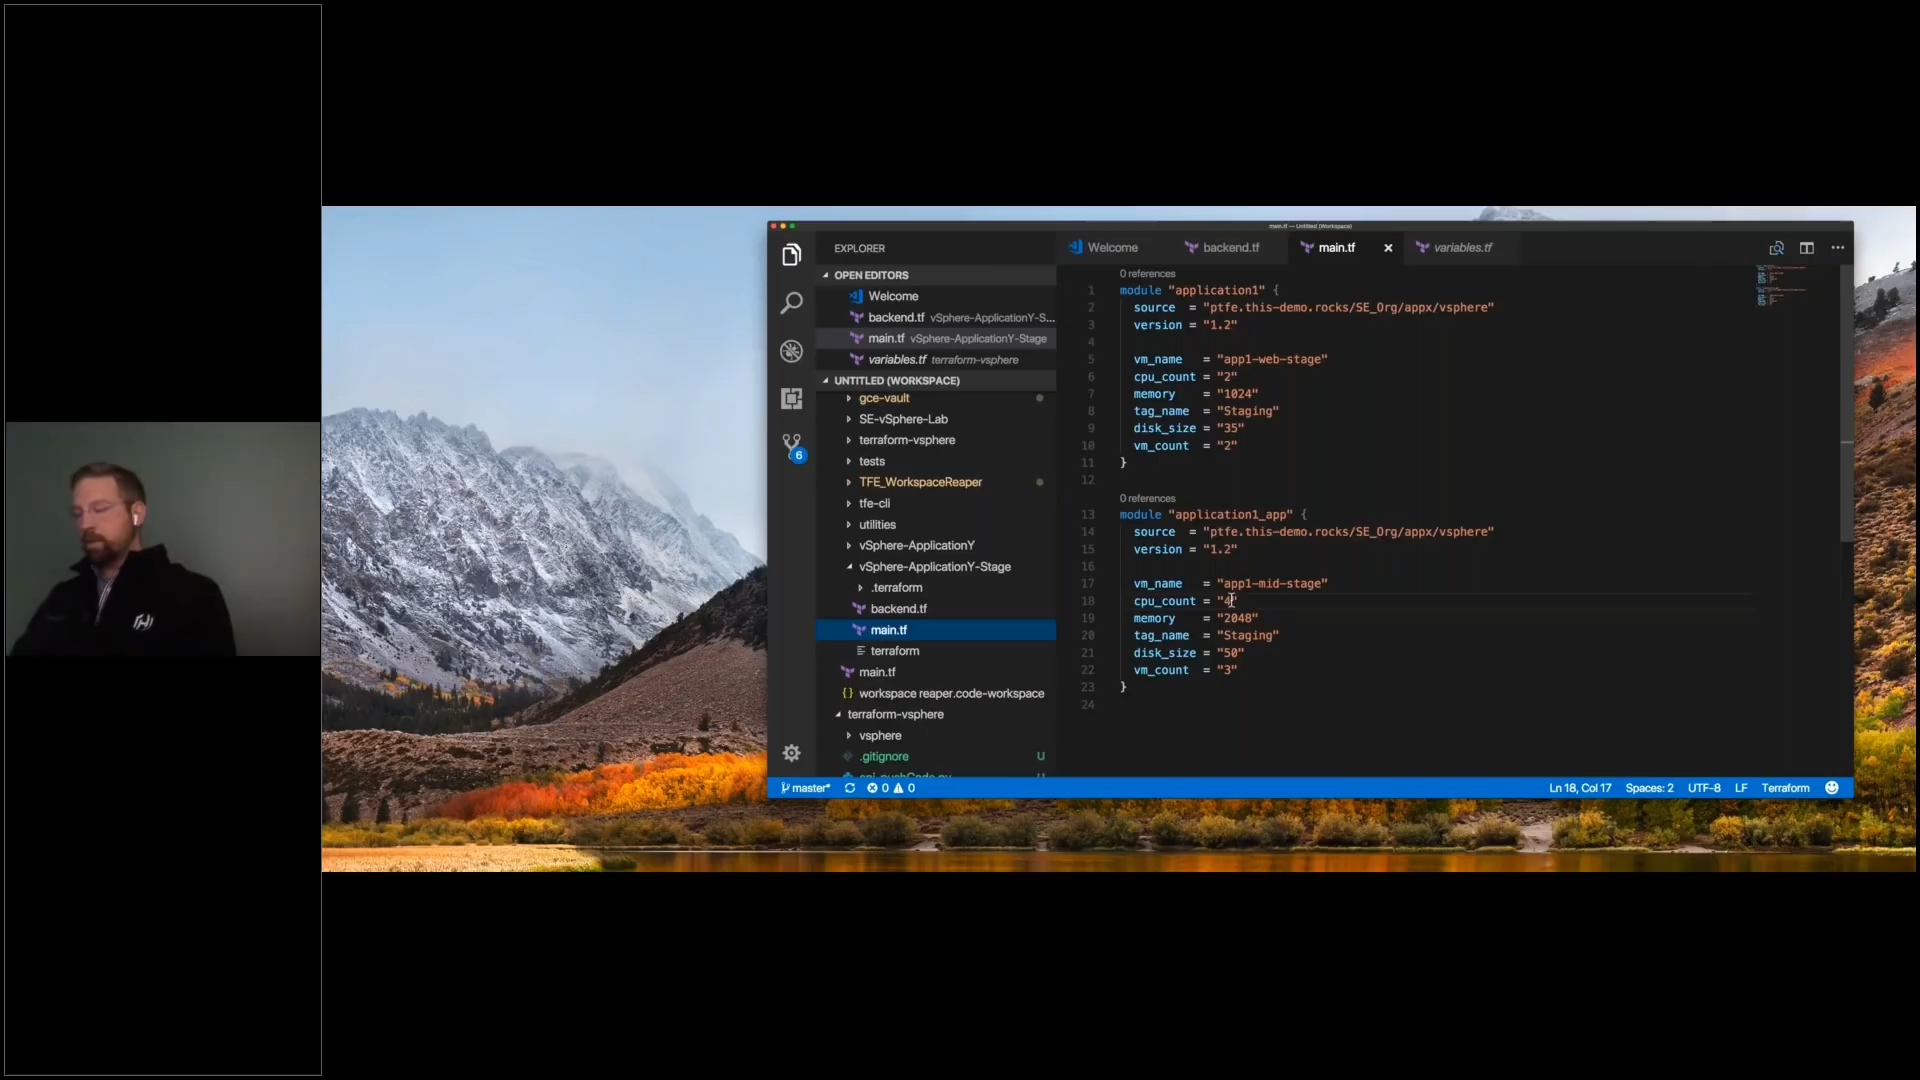 main.tf — Untitled (Workspace)
EXPLORER
OPEN EDITORS
Welcome
backend.tf vSphere-ApplicationY-S...
main.tf vSphere-ApplicationY-Stage
variables.tf terraform-vsphere
UNTITLED (WORKSPACE)
gce-vault
SE-vSphere-Lab
terraform-vsphere
tests
TFE_WorkspaceReaper
tfe-cli
utilities
vSphere-ApplicationY
vSphere-ApplicationY-Stage
.terraform
backend.tf
main.tf
terraform
main.tf
{} workspace reaper.code-workspace
terraform-vsphere
vsphere
.gitignore U
6
Welcome backend.tf main.tf variables.tf
0 references
1 module "application1" {
2 source = "ptfe.this-demo.rocks/SE_Org/appx/vsphere"
3 version = "1.2"
4
5 vm_name = "app1-web-stage"
6 cpu_count = "2"
7 memory = "1024"
8 tag_name = "Staging"
9 disk_size = "35"
10 vm_count = "2"
11 }
12
0 references
13 module "application1_app" {
14 source = "ptfe.this-demo.rocks/SE_Org/appx/vsphere"
15 version = "1.2"
16
17 vm_name = "app1-mid-stage"
18 cpu_count = "4"
19 memory = "2048"
20 tag_name = "Staging"
21 disk_size = "50"
22 vm_count = "3"
23 }
24
master* 0 0 Ln 18, Col 17 Spaces: 2 UTF-8 LF Terraform